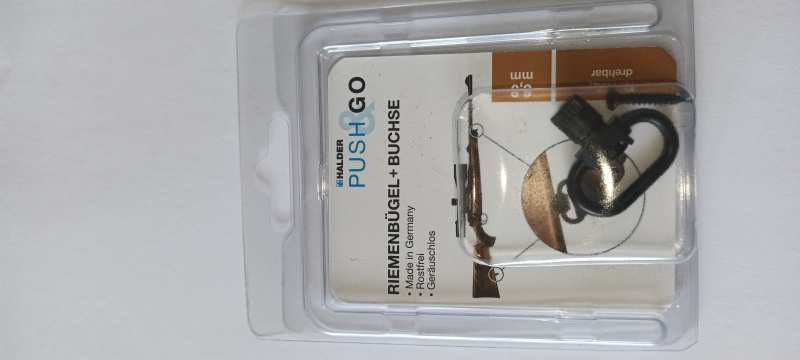 HALDER
PUSH & GO
RIEMENBÜGEL + BUCHSE
• Made in Germany
• Rostfrei
• Geräuschlos
mm
drehbar